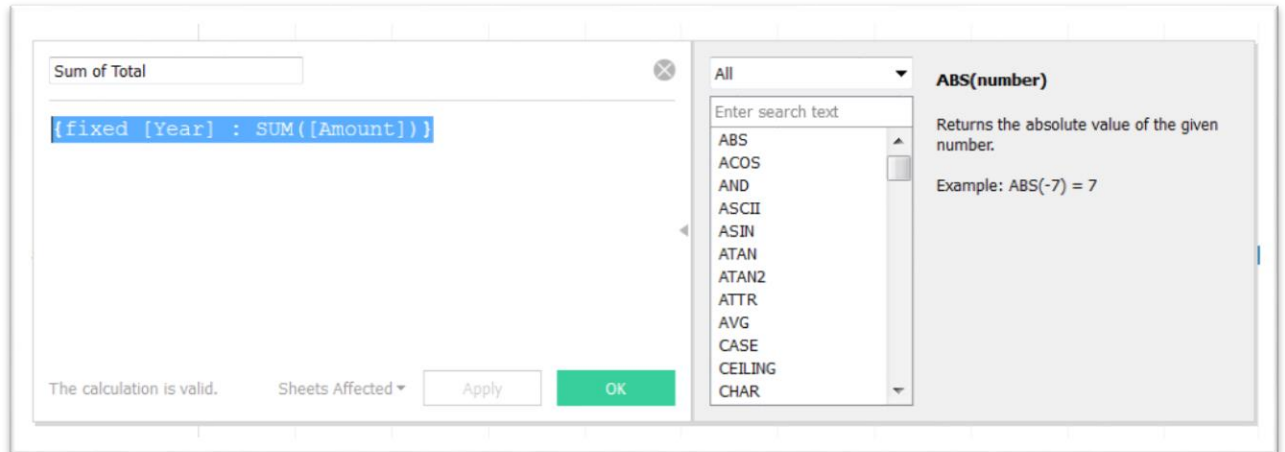 Sum of Total
{fixed [Year] : SUM([Amount])}
The calculation is valid.
Sheets Affected
Apply
OK
All
Enter search text
ABS
ACOS
AND
ASCII
ASIN
ATAN
ATAN2
ATTR
AVG
CASE
CEILING
CHAR
ABS(number)
Returns the absolute value of the given
number.
Example: ABS(-7) = 7